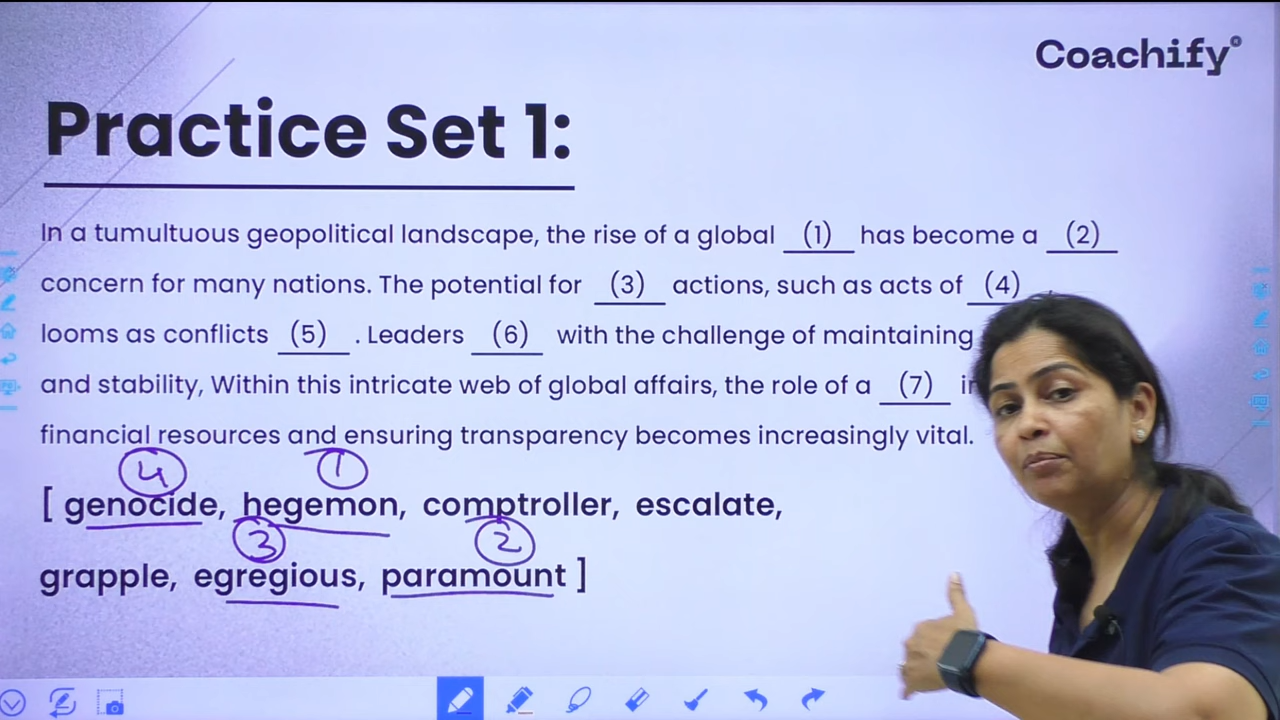 Coachify
Practice Set 1:
In a tumultuous geopolitical landscape, the rise of a global (1) has become a (2)
concern for many nations. The potential for (3) actions, such as acts of (4)
looms as conflicts (5) . Leaders (6) with the challenge of maintaining
and stability, Within this intricate web of global affairs, the role of a (7)
financial resources and ensuring transparency becomes increasingly vital.
4 1
[ genocide, hegemon, comptroller, escalate,
3 2
grapple, egregious, paramount ]